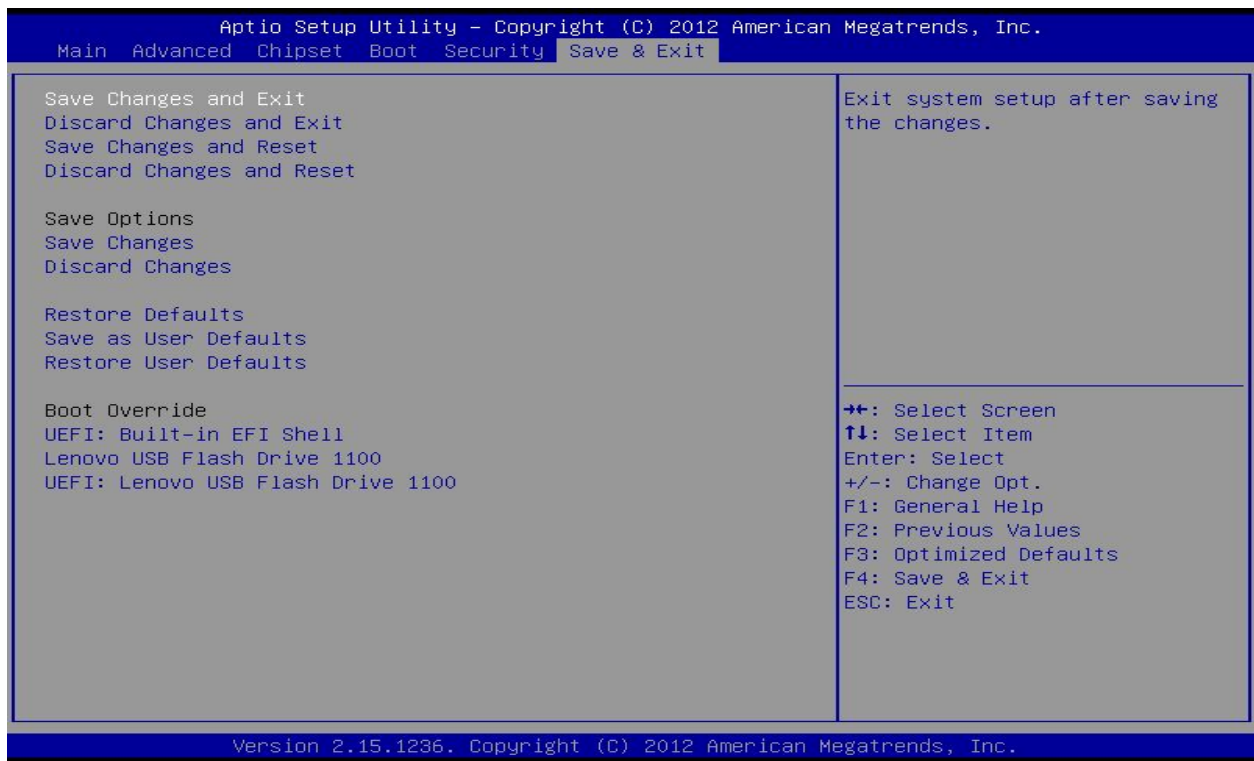 Aptio Setup Utility – Copyright (C) 2012 American Megatrends, Inc.
Main Advanced Chipset Boot Security Save & Exit
Save Changes and Exit
Discard Changes and Exit
Save Changes and Reset
Discard Changes and Reset
Save Options
Save Changes
Discard Changes
Restore Defaults
Save as User Defaults
Restore User Defaults
Boot Override
UEFI: Built-in EFI Shell
Lenovo USB Flash Drive 1100
UEFI: Lenovo USB Flash Drive 1100
Exit system setup after saving
the changes.
→←: Select Screen
↑↓: Select Item
Enter: Select
+/-: Change Opt.
F1: General Help
F2: Previous Values
F3: Optimized Defaults
F4: Save & Exit
ESC: Exit
Version 2.15.1236. Copyright (C) 2012 American Megatrends, Inc.